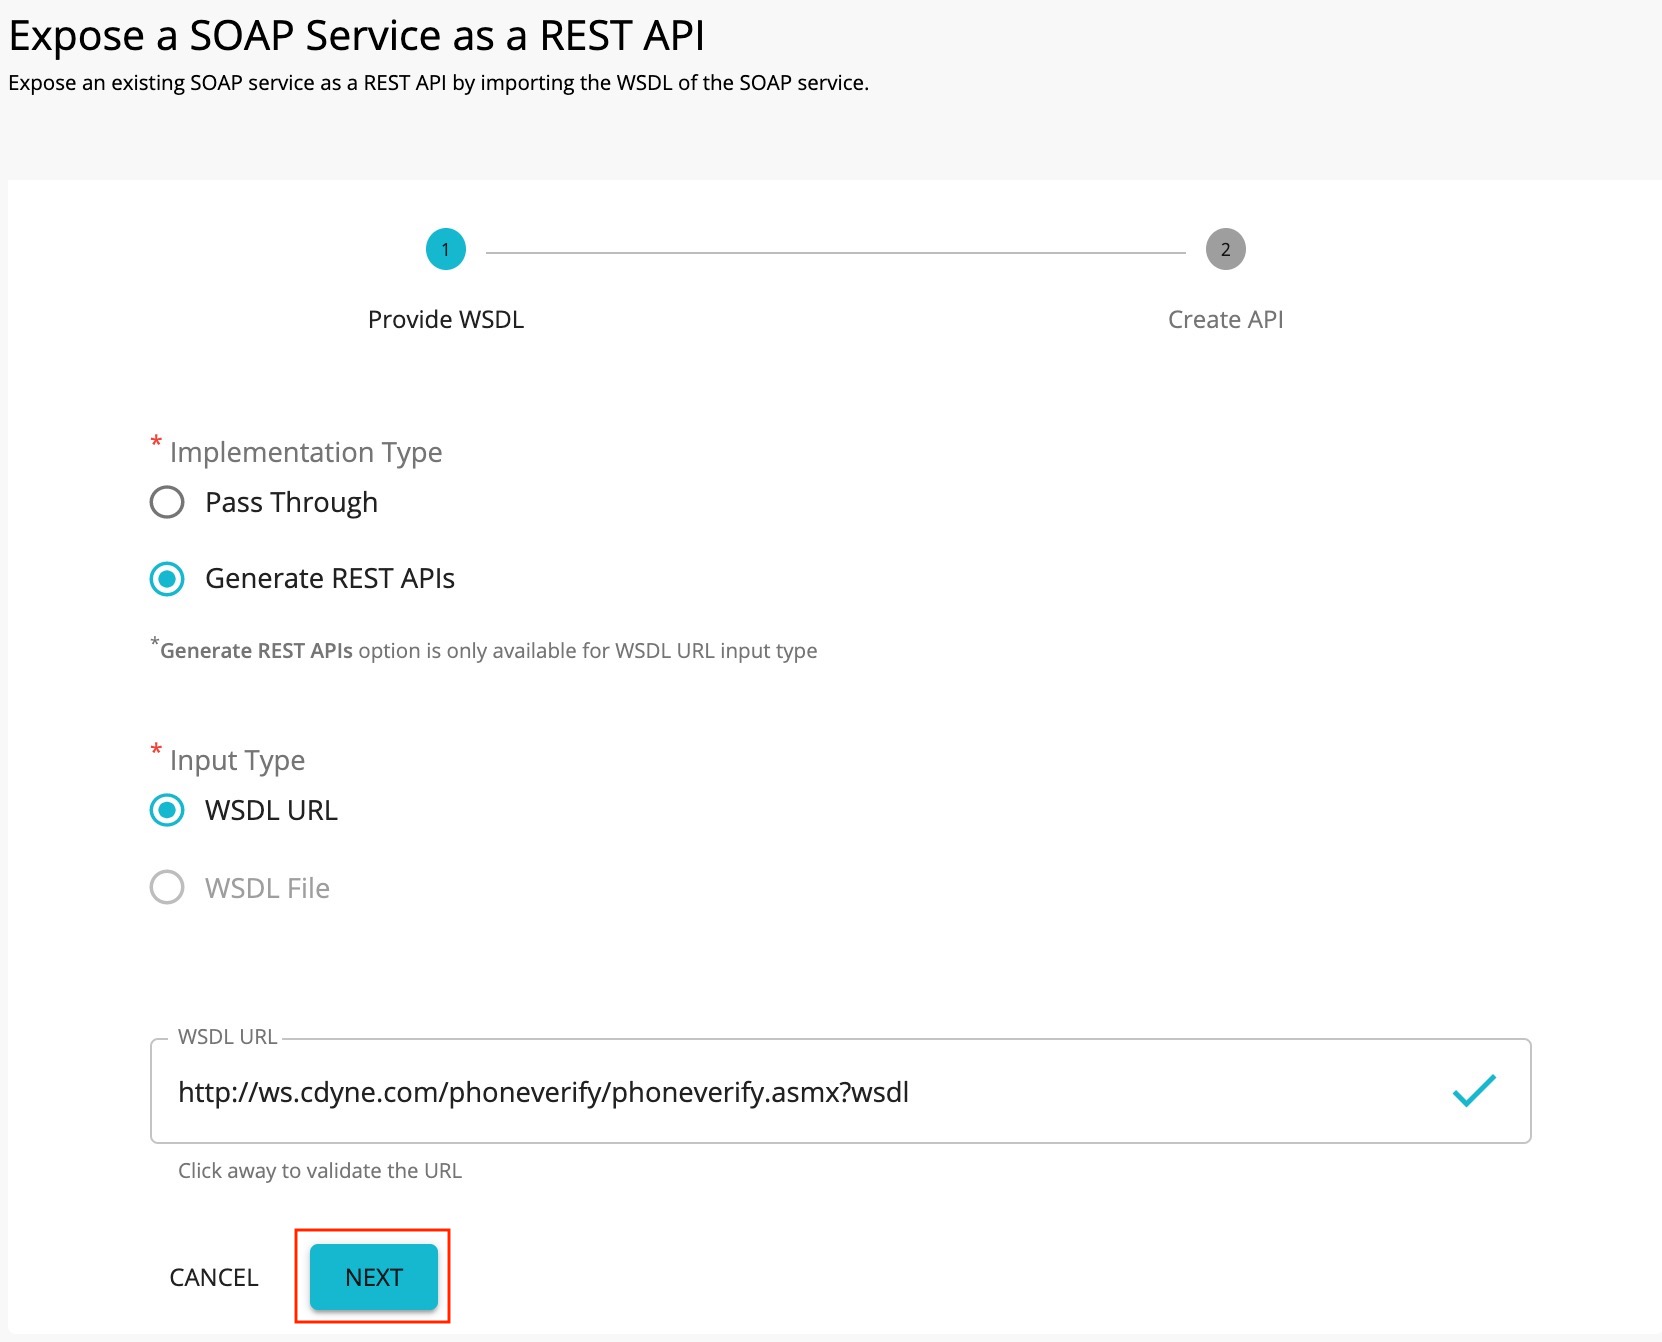 Expose a SOAP Service as a REST API
Expose an existing SOAP service as a REST API by importing the WSDL of the SOAP service.
1
2
Provide WSDL
Create API
* Implementation Type
Pass Through
Generate REST APIs
*Generate REST APIs option is only available for WSDL URL input type
* Input Type
WSDL URL
WSDL File
WSDL URL
http://ws.cdyne.com/phoneverify/phoneverify.asmx?wsdl
Click away to validate the URL
CANCEL
NEXT